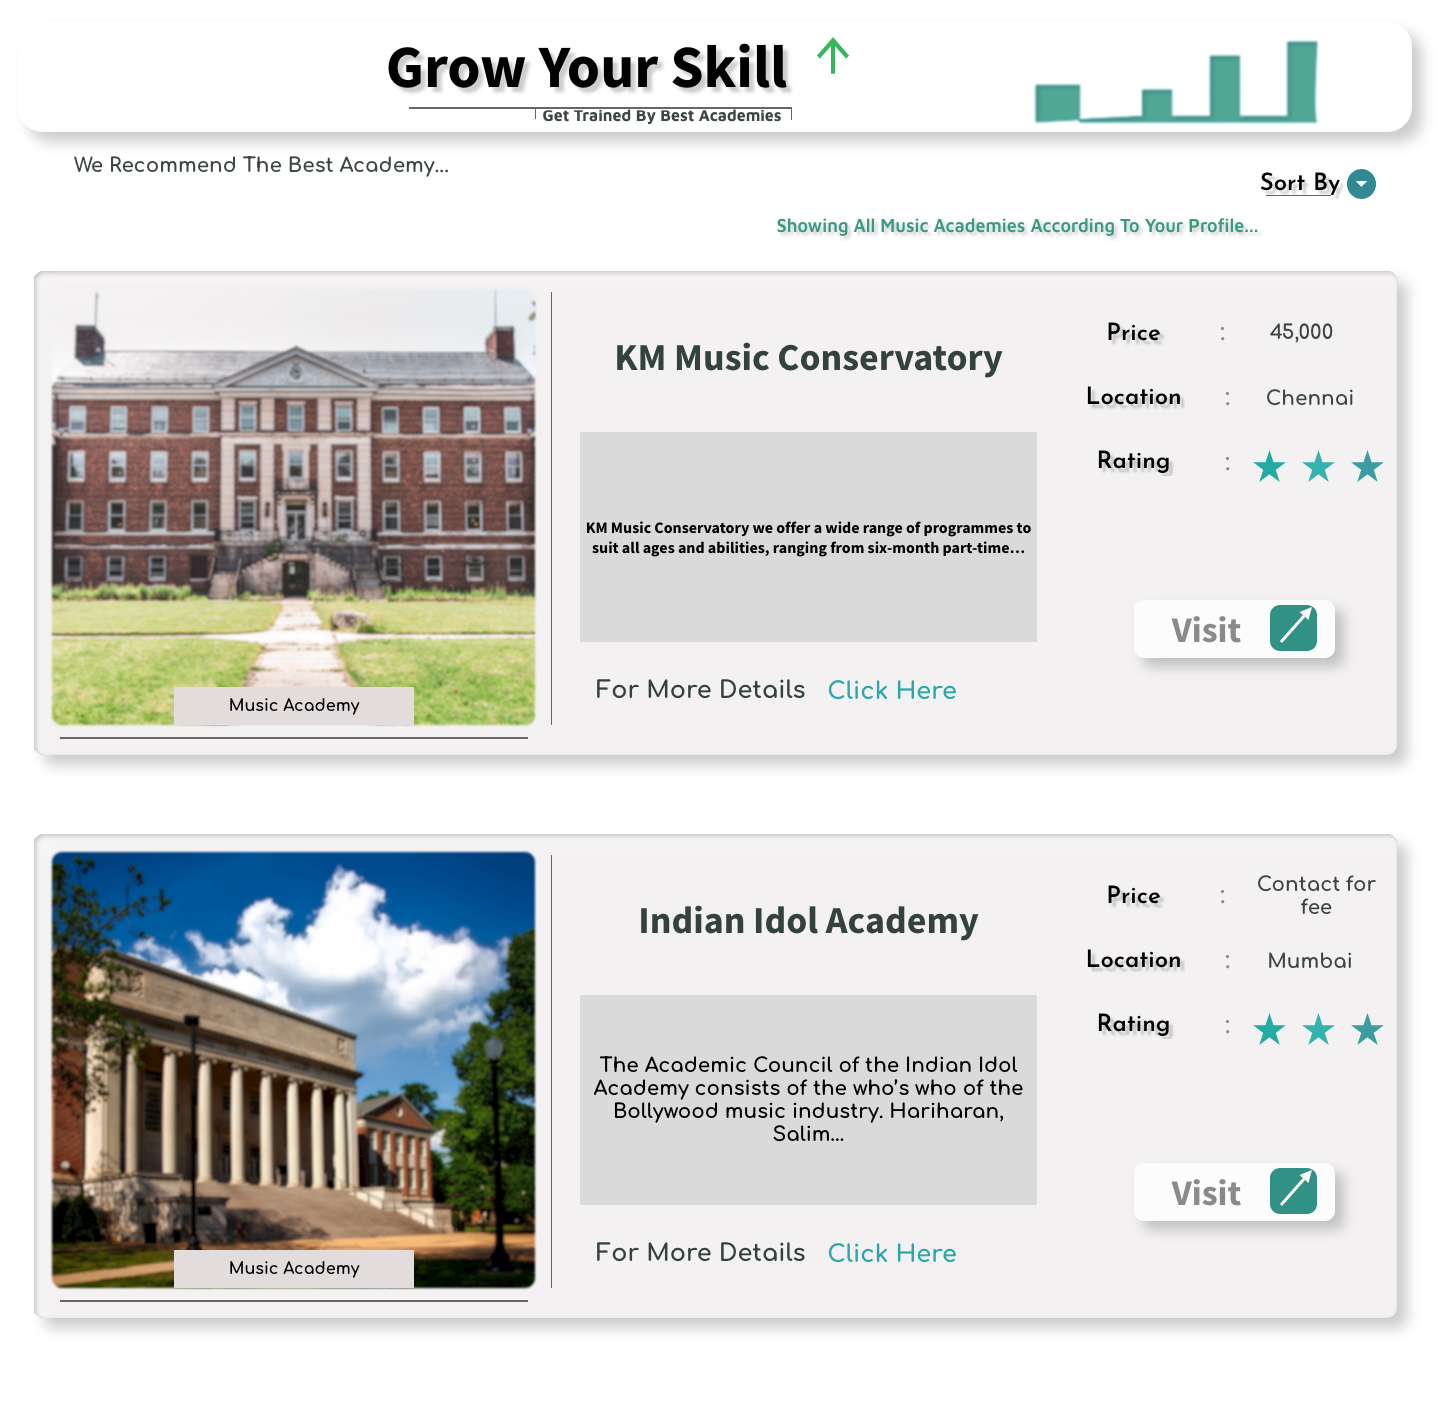 Grow Your Skill
Get Trained By Best Academies
We Recommend The Best Academy...
Sort By
Showing All Music Academies According To Your Profile...
KM Music Conservatory
Price : 45,000
Location : Chennai
Rating :
KM Music Conservatory we offer a wide range of programmes to
suit all ages and abilities, ranging from six-month part-time...
Visit
For More Details Click Here
Music Academy
Indian Idol Academy
Price : Contact for
fee
Location : Mumbai
Rating :
The Academic Council of the Indian Idol
Academy consists of the who's who of the
Bollywood music industry. Hariharan,
Salim...
Visit
For More Details Click Here
Music Academy